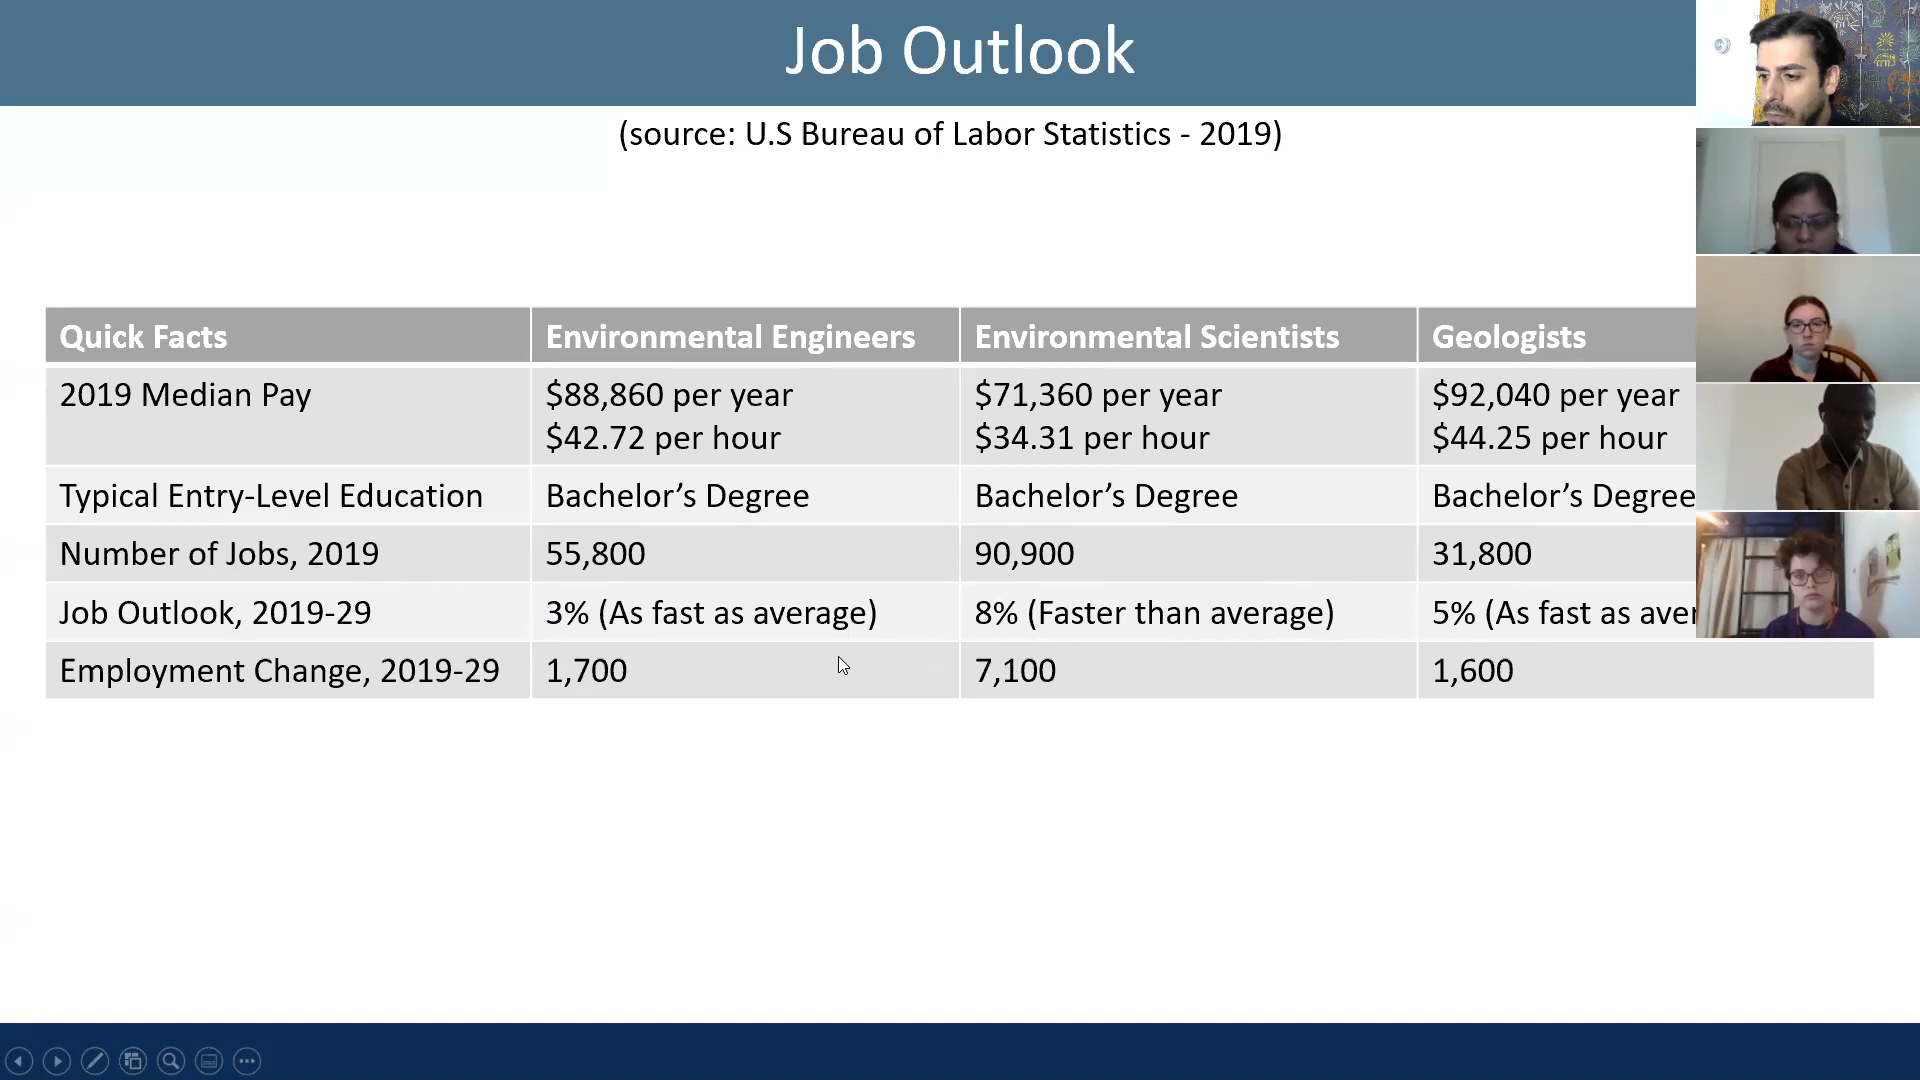 Job Outlook
(source: U.S Bureau of Labor Statistics - 2019)
Quick Facts
Environmental Engineers
Environmental Scientists
Geologists
2019 Median Pay
$88,860 per year
$42.72 per hour
$71,360 per year
$34.31 per hour
$92,040 per year
$44.25 per hour
Typical Entry-Level Education
Bachelor’s Degree
Bachelor’s Degree
Bachelor’s Degree
Number of Jobs, 2019
55,800
90,900
31,800
Job Outlook, 2019-29
3% (As fast as average)
8% (Faster than average)
5% (As fast as aver
Employment Change, 2019-29
1,700
7,100
1,600